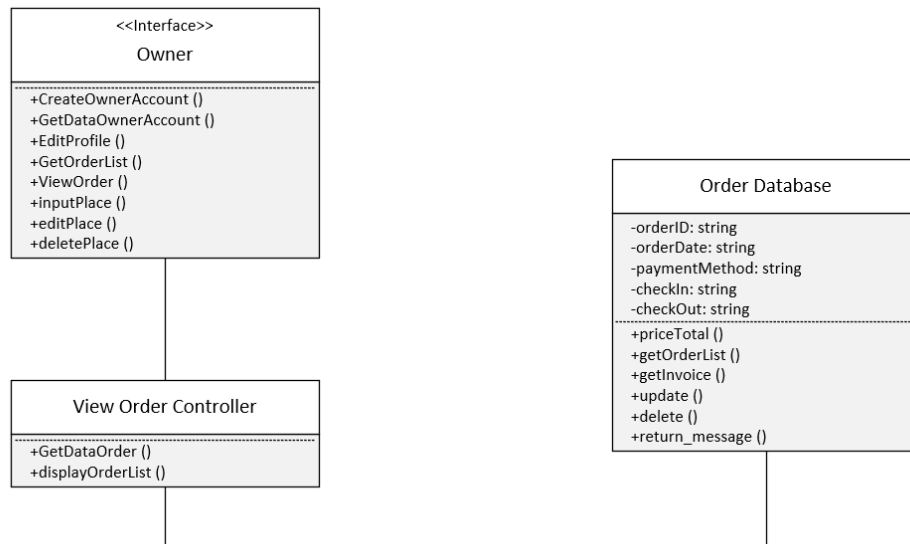 <<Interface>>
Owner
+CreateOwnerAccount ()
+GetDataOwnerAccount ()
+EditProfile ()
+GetOrderList ()
+ViewOrder ()
+inputPlace ()
+editPlace ()
+deletePlace ()
View Order Controller
+GetDataOrder ()
+displayOrderList ()
Order Database
-orderID: string
-orderDate: string
-paymentMethod: string
-checkIn: string
-checkOut: string
+priceTotal ()
+getOrderList ()
+getInvoice ()
+update ()
+delete ()
+return_message ()